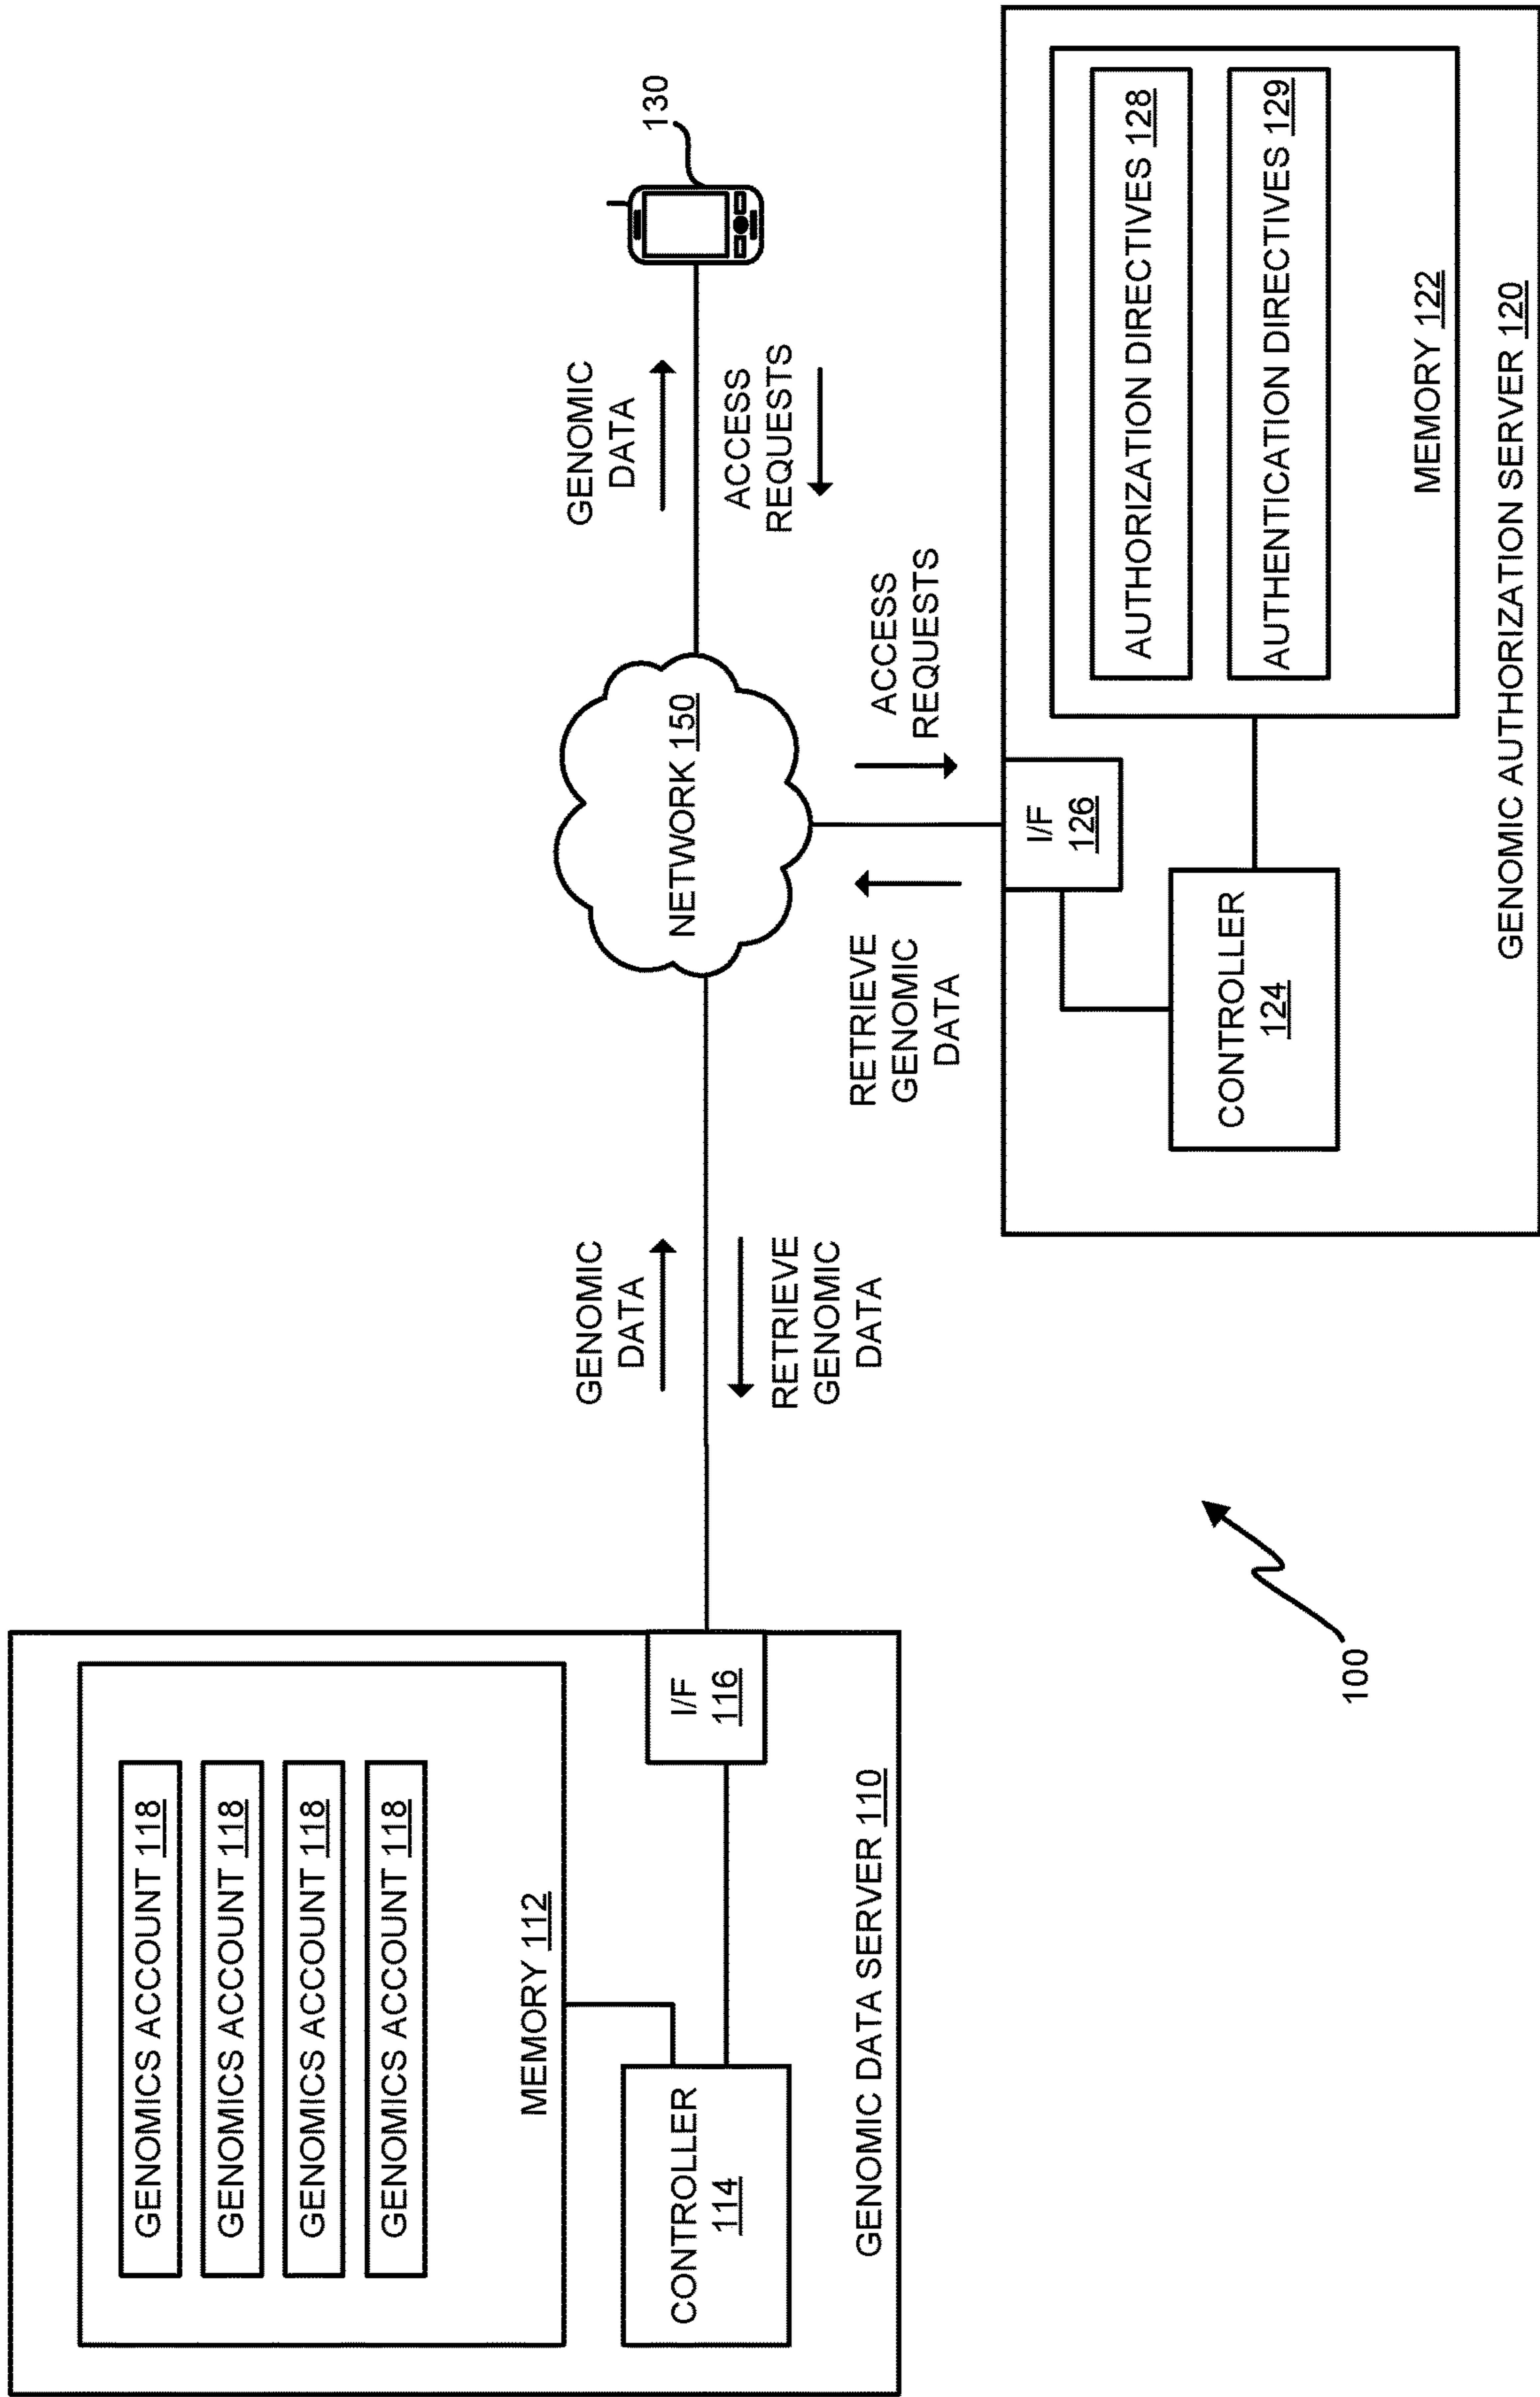 GENOMICS ACCOUNT 118
GENOMICS ACCOUNT 118
GENOMICS ACCOUNT 118
GENOMICS ACCOUNT 118
MEMORY 112
CONTROLLER
114
I/F
116
GENOMIC DATA SERVER 110
GENOMIC
DATA
RETRIEVE
GENOMIC
DATA
NETWORK 150
GENOMIC
DATA
ACCESS
REQUESTS
130
RETRIEVE
GENOMIC
DATA
ACCESS
REQUESTS
I/F
126
CONTROLLER
124
AUTHORIZATION DIRECTIVES 128
AUTHENTICATION DIRECTIVES 129
MEMORY 122
GENOMIC AUTHORIZATION SERVER 120
100